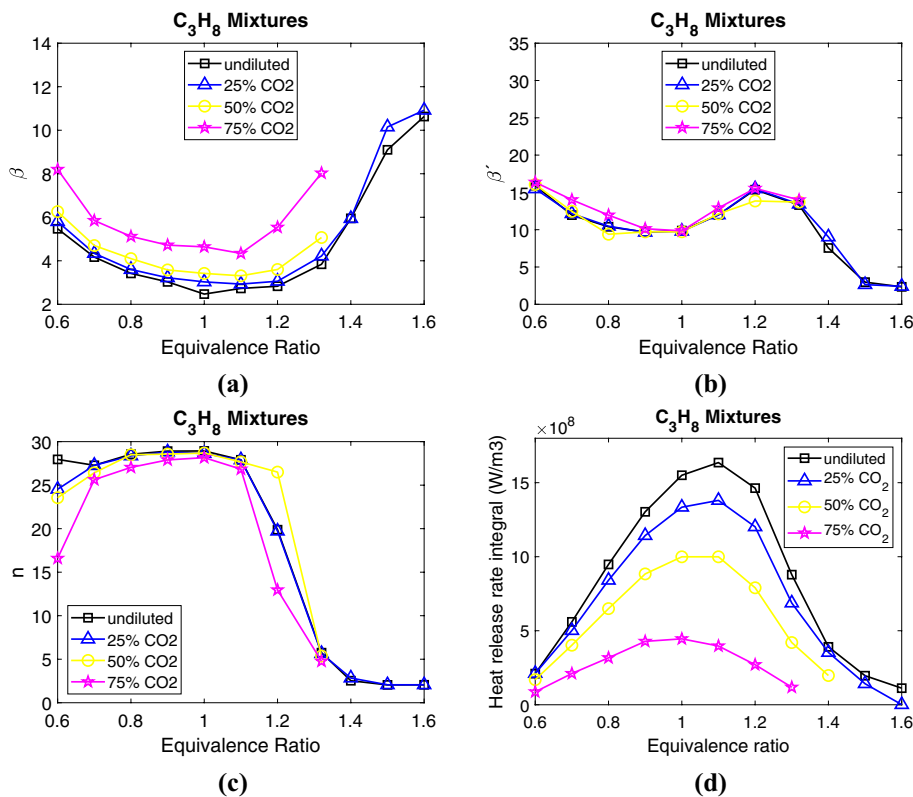 C3H8 Mixtures
14
12
10
8
6
4
2
β
undiluted
25% CO2
50% CO2
75% CO2
0.6 0.8 1 1.2 1.4 1.6
Equivalence Ratio
(a)
C3H8 Mixtures
35
30
25
20
15
10
5
0
β′
undiluted
25% CO2
50% CO2
75% CO2
0.6 0.8 1 1.2 1.4 1.6
Equivalence Ratio
(b)
C3H8 Mixtures
30
25
20
15
10
5
0
n
undiluted
25% CO2
50% CO2
75% CO2
0.6 0.8 1 1.2 1.4 1.6
Equivalence Ratio
(c)
C3H8 Mixtures
×10^8
15
10
5
0
Heat release rate integral (W/m3)
undiluted
25% CO2
50% CO2
75% CO2
0.6 0.8 1 1.2 1.4 1.6
Equivalence ratio
(d)